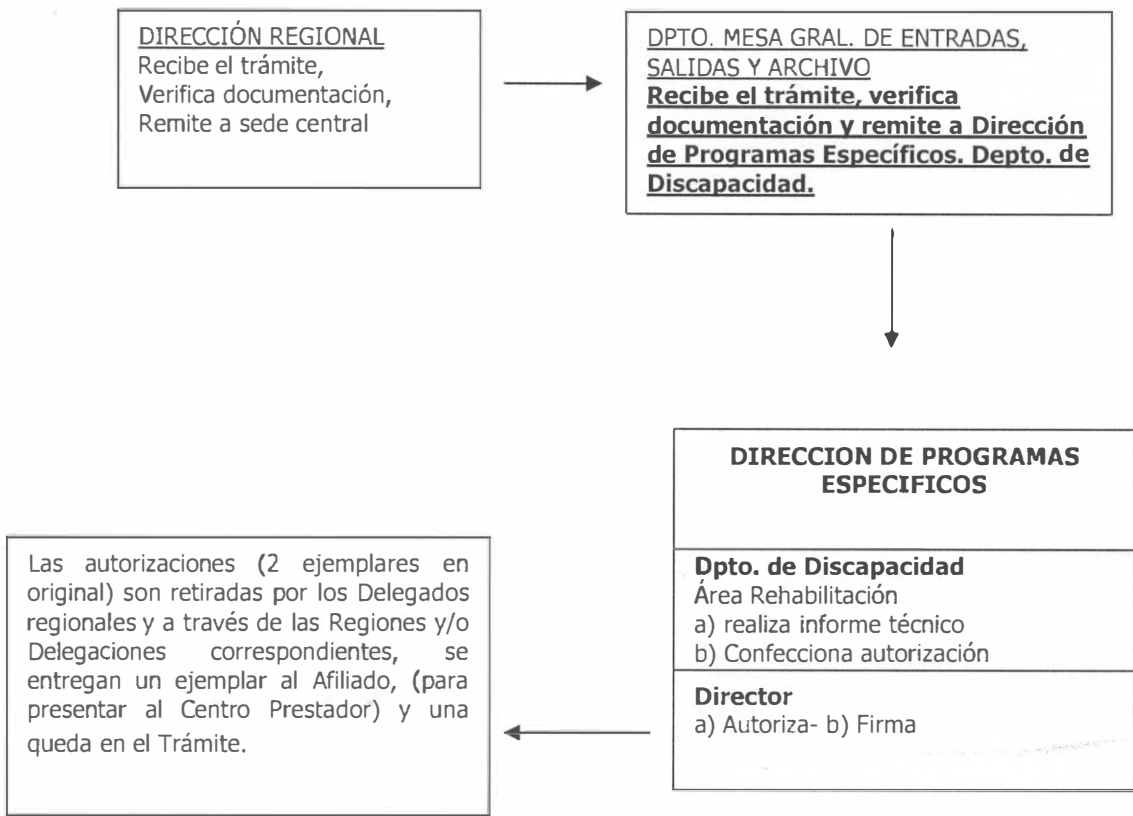 DIRECCIÓN REGIONAL
Recibe el trámite,
Verifica documentación,
Remite a sede central
DPTO. MESA GRAL. DE ENTRADAS,
SALIDAS Y ARCHIVO
Recibe el trámite, verifica
documentación y remite a Dirección
de Programas Específicos. Depto. de
Discapacidad.
DIRECCION DE PROGRAMAS
ESPECIFICOS
Dpto. de Discapacidad
Área Rehabilitación
a) realiza informe técnico
b) Confecciona autorización
Director
a) Autoriza- b) Firma
Las autorizaciones (2 ejemplares en
original) son retiradas por los Delegados
regionales y a través de las Regiones y/o
Delegaciones correspondientes, se
entregan un ejemplar al Afiliado, (para
presentar al Centro Prestador) y una
queda en el Trámite.